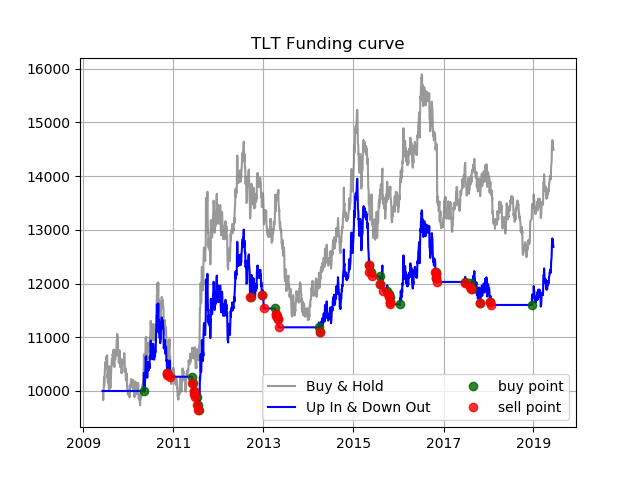 TLT Funding curve
16000
15000
14000
13000
12000
11000
10000
2009 2011 2013 2015 2017 2019
Buy & Hold
Up In & Down Out
buy point
sell point